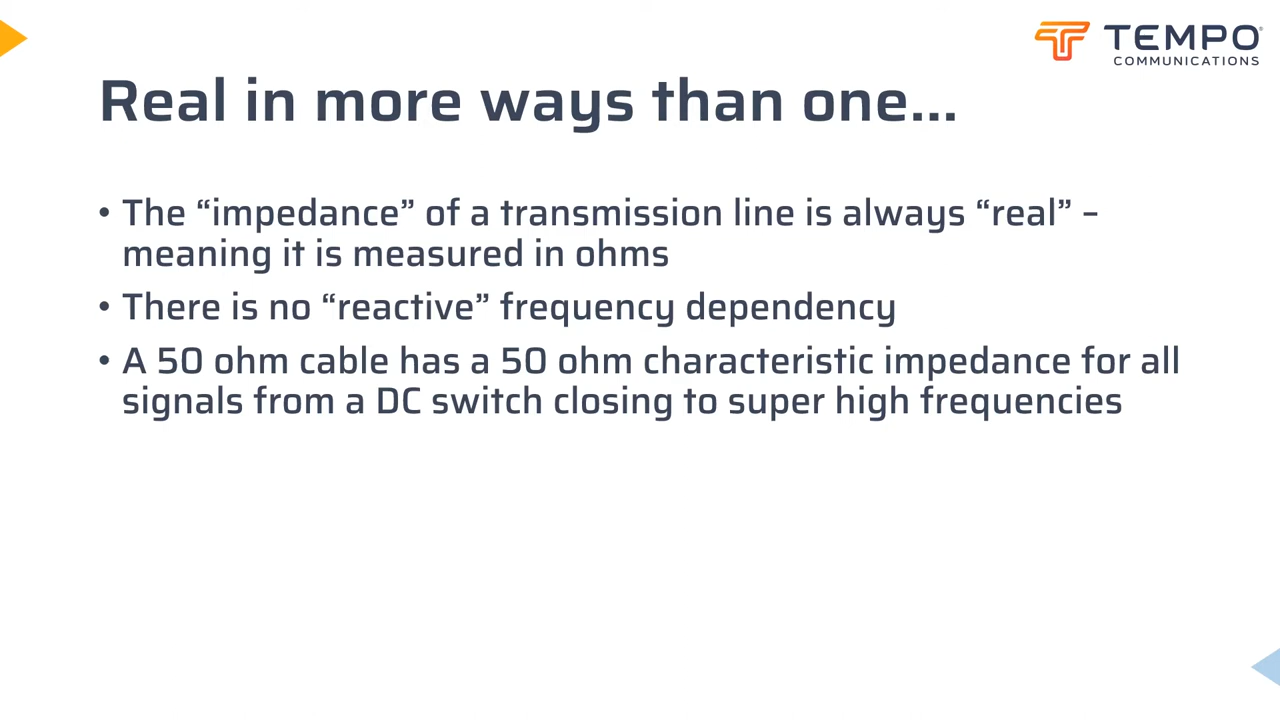 TEMPO
COMMUNICATIONS
Real in more ways than one...
• The “impedance” of a transmission line is always “real” –
meaning it is measured in ohms
• There is no “reactive” frequency dependency
• A 50 ohm cable has a 50 ohm characteristic impedance for all
signals from a DC switch closing to super high frequencies